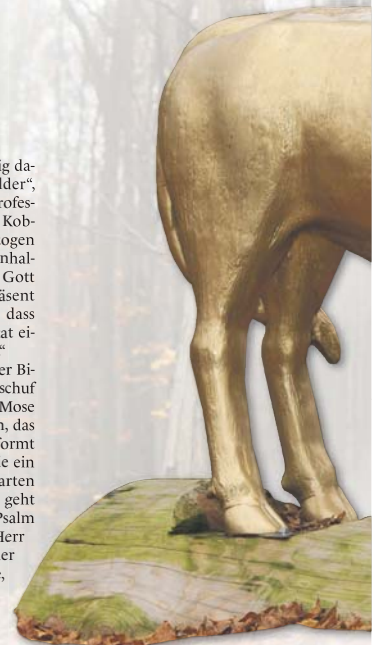 ig da-
lder“,
rofes-
Kob-
ogen
nhal-
Gott
äsent
dass
at ei-
“
er Bi-
schuf
Mose
n, das
formt
e ein
arten
geht
Psalm
Herr
er
,